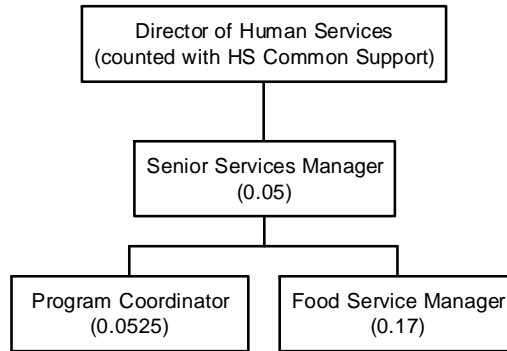 Director of Human Services
(counted with HS Common Support)
Senior Services Manager
(0.05)
Program Coordinator
(0.0525)
Food Service Manager
(0.17)